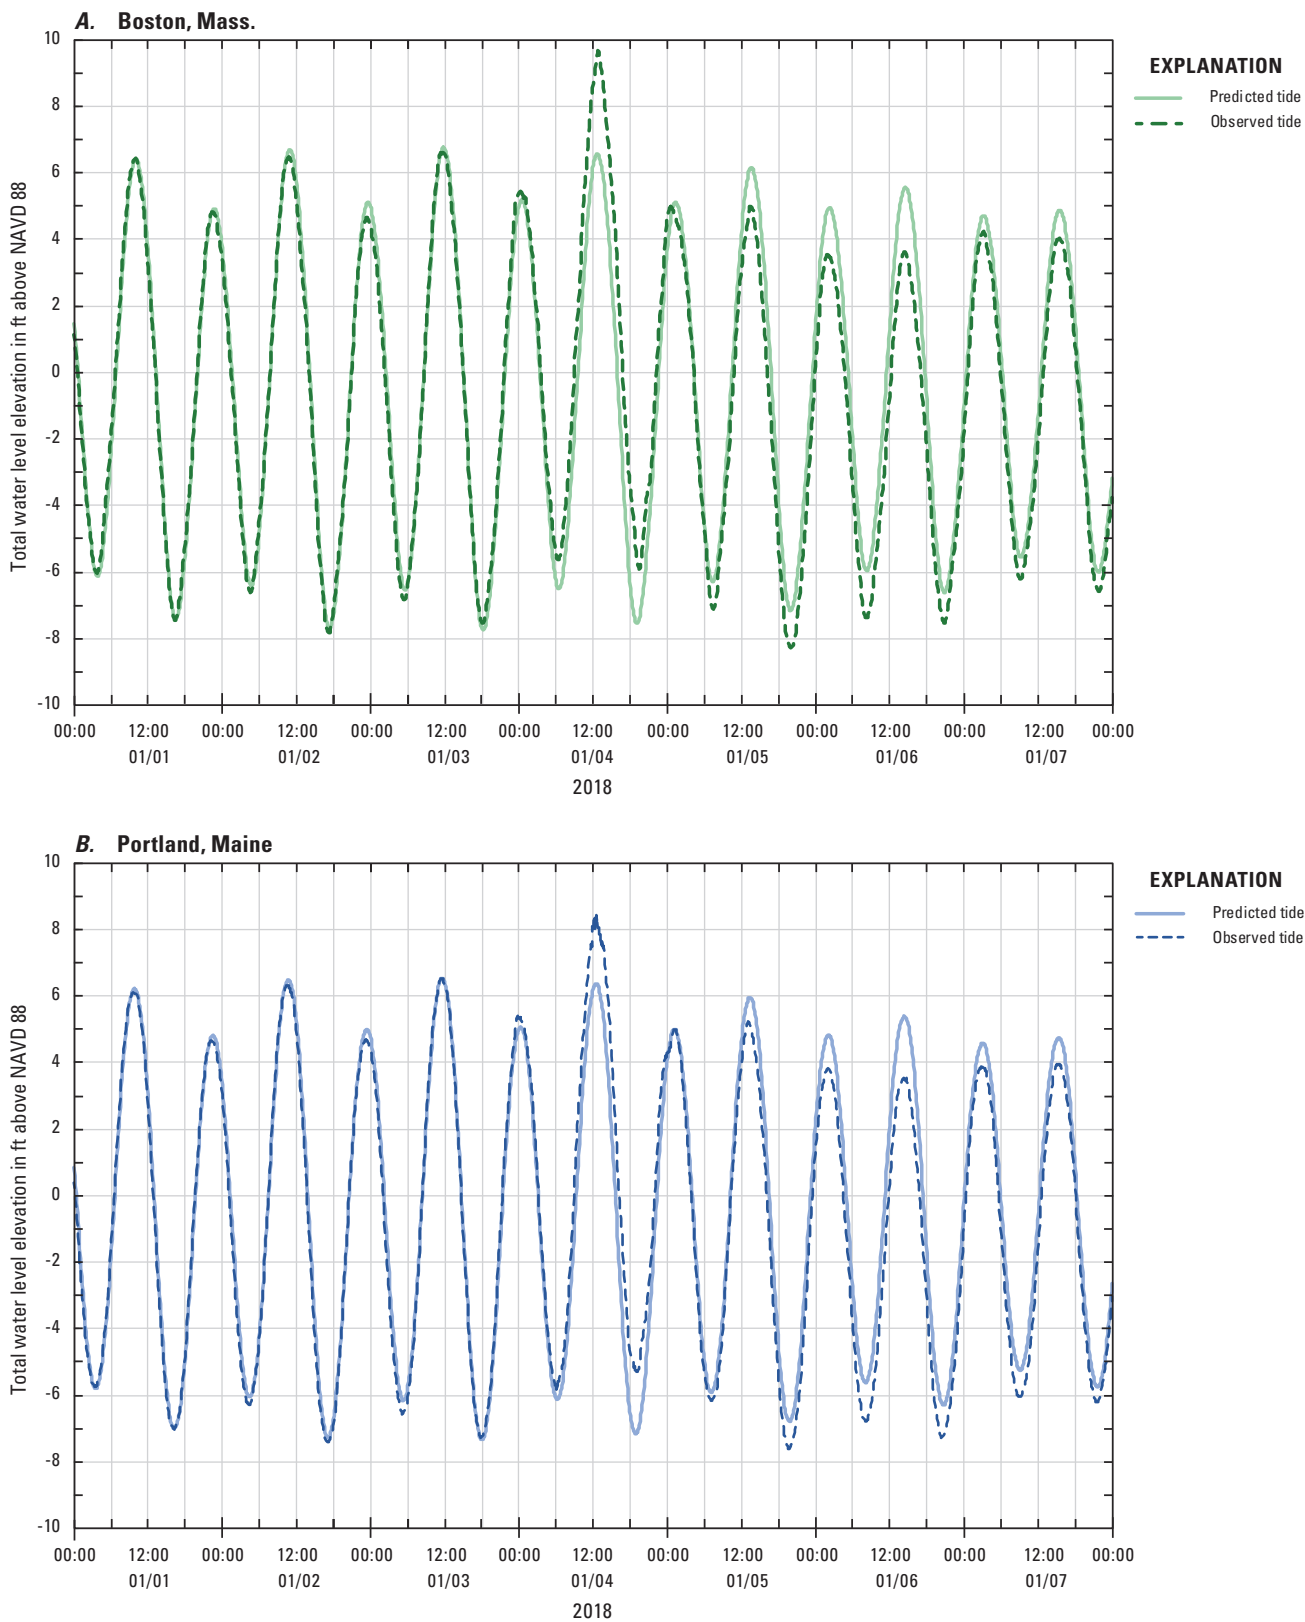 A. Boston, Mass.
10
8
6
4
2
0
-2
-4
-6
-8
-10
Total water level elevation in ft above NAVD 88
00:00 12:00 00:00 12:00 00:00 12:00 00:00 12:00 00:00 12:00 00:00 12:00 00:00 12:00 00:00
01/01 01/02 01/03 01/04 01/05 01/06 01/07
2018
EXPLANATION
Predicted tide
Observed tide
B. Portland, Maine
10
8
6
4
2
0
-2
-4
-6
-8
-10
Total water level elevation in ft above NAVD 88
00:00 12:00 00:00 12:00 00:00 12:00 00:00 12:00 00:00 12:00 00:00 12:00 00:00 12:00 00:00
01/01 01/02 01/03 01/04 01/05 01/06 01/07
2018
EXPLANATION
Predicted tide
Observed tide